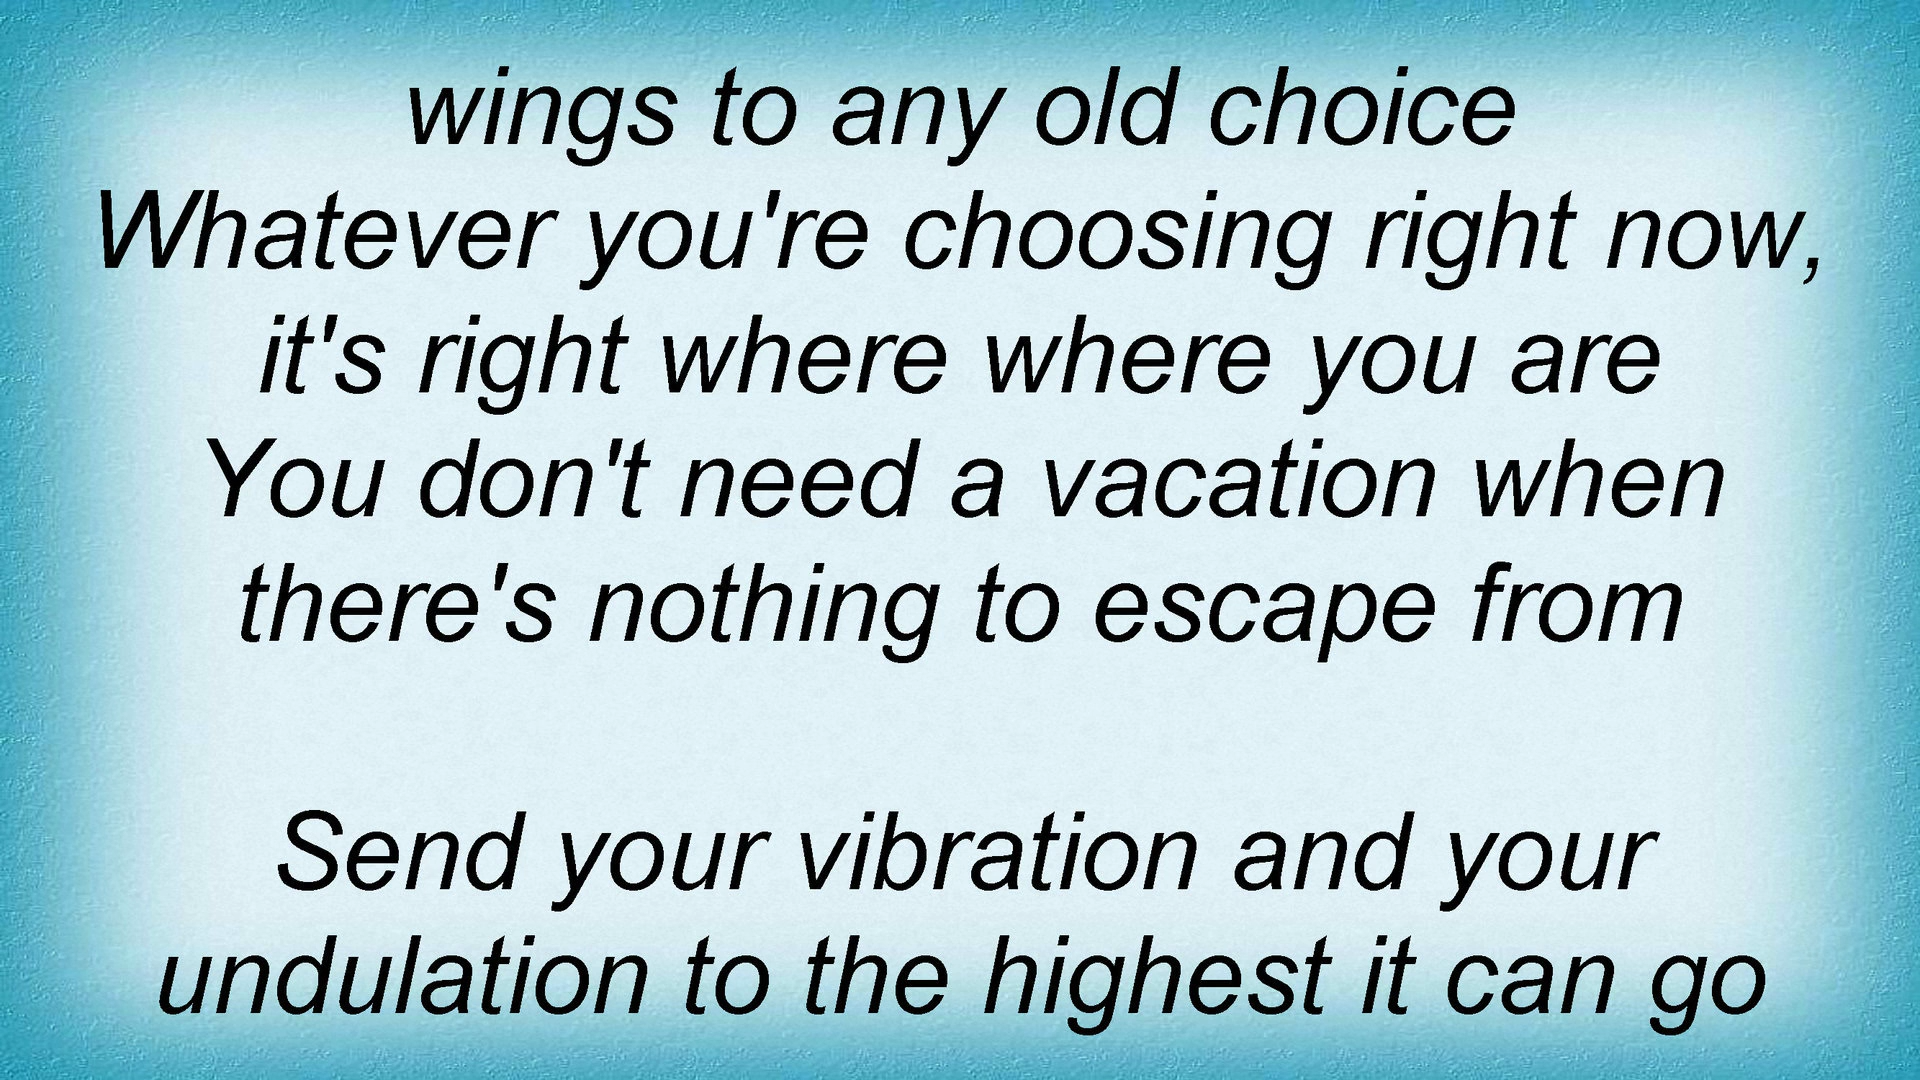 wings to any old choice
Whatever you're choosing right now,
it's right where where you are
You don't need a vacation when
there's nothing to escape from
Send your vibration and your
undulation to the highest it can go